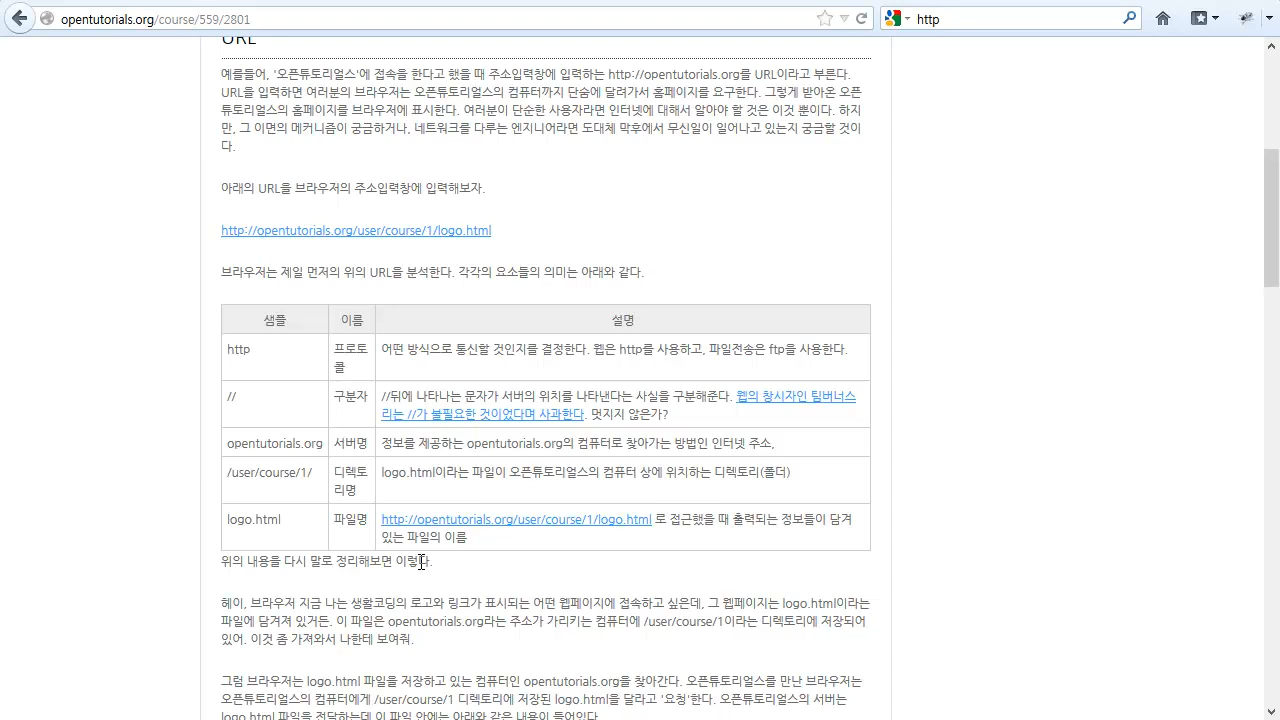 opentutorials.org/course/559/2801
http
URL
예를들어, '오픈튜토리얼스'에 접속을 한다고 했을 때 주소입력창에 입력하는 http://opentutorials.org를 URL이라고 부른다.
URL을 입력하면 여러분의 브라우저는 오픈튜토리얼스의 컴퓨터까지 단숨에 달려가서 홈페이지를 요구한다. 그렇게 받아온 오픈
튜토리얼스의 홈페이지를 브라우저에 표시한다. 여러분이 단순한 사용자라면 인터넷에 대해서 알아야 할 것은 이것 뿐이다. 하지
만, 그 이면의 메커니즘이 궁금하거나, 네트워크를 다루는 엔지니어라면 도대체 막후에서 무신일이 일어나고 있는지 궁금할 것이
다.
아래의 URL을 브라우저의 주소입력창에 입력해보자.
http://opentutorials.org/user/course/1/logo.html
브라우저는 제일 먼저의 위의 URL을 분석한다. 각각의 요소들의 의미는 아래와 같다.
샘플 이름 설명
http 프로토 어떤 방식으로 통신할 것인지를 결정한다. 웹은 http를 사용하고, 파일전송은 ftp을 사용한다.
콜
// 구분자 //뒤에 나타나는 문자가 서버의 위치를 나타낸다는 사실을 구분해준다. 웹의 창시자인 팀버너스
리는 //가 불필요한 것이었다며 사과한다. 멋지지 않은가?
opentutorials.org 서버명 정보를 제공하는 opentutorials.org의 컴퓨터로 찾아가는 방법인 인터넷 주소,
/user/course/1/ 디렉토 logo.html이라는 파일이 오픈튜토리얼스의 컴퓨터 상에 위치하는 디렉토리(폴더)
리명
logo.html 파일명 http://opentutorials.org/user/course/1/logo.html 로 접근했을 때 출력되는 정보들이 담겨
있는 파일의 이름
위의 내용을 다시 말로 정리해보면 이렇다.
헤이, 브라우저 지금 나는 생활코딩의 로고와 링크가 표시되는 어떤 웹페이지에 접속하고 싶은데, 그 웹페이지는 logo.html이라는
파일에 담겨져 있거든. 이 파일은 opentutorials.org라는 주소가 가리키는 컴퓨터에 /user/course/1이라는 디렉토리에 저장되어
있어. 이것 좀 가져와서 나한테 보여줘.
그럼 브라우저는 logo.html 파일을 저장하고 있는 컴퓨터인 opentutorials.org을 찾아간다. 오픈튜토리얼스를 만난 브라우저는
오픈튜토리얼스의 컴퓨터에게 /user/course/1 디렉토리에 저장된 logo.html을 달라고 '요청'한다. 오픈튜토리얼스의 서버는
logo.html 파일을 전달하는데 이 파일 안에는 아래와 같은 내용이 들어있다.